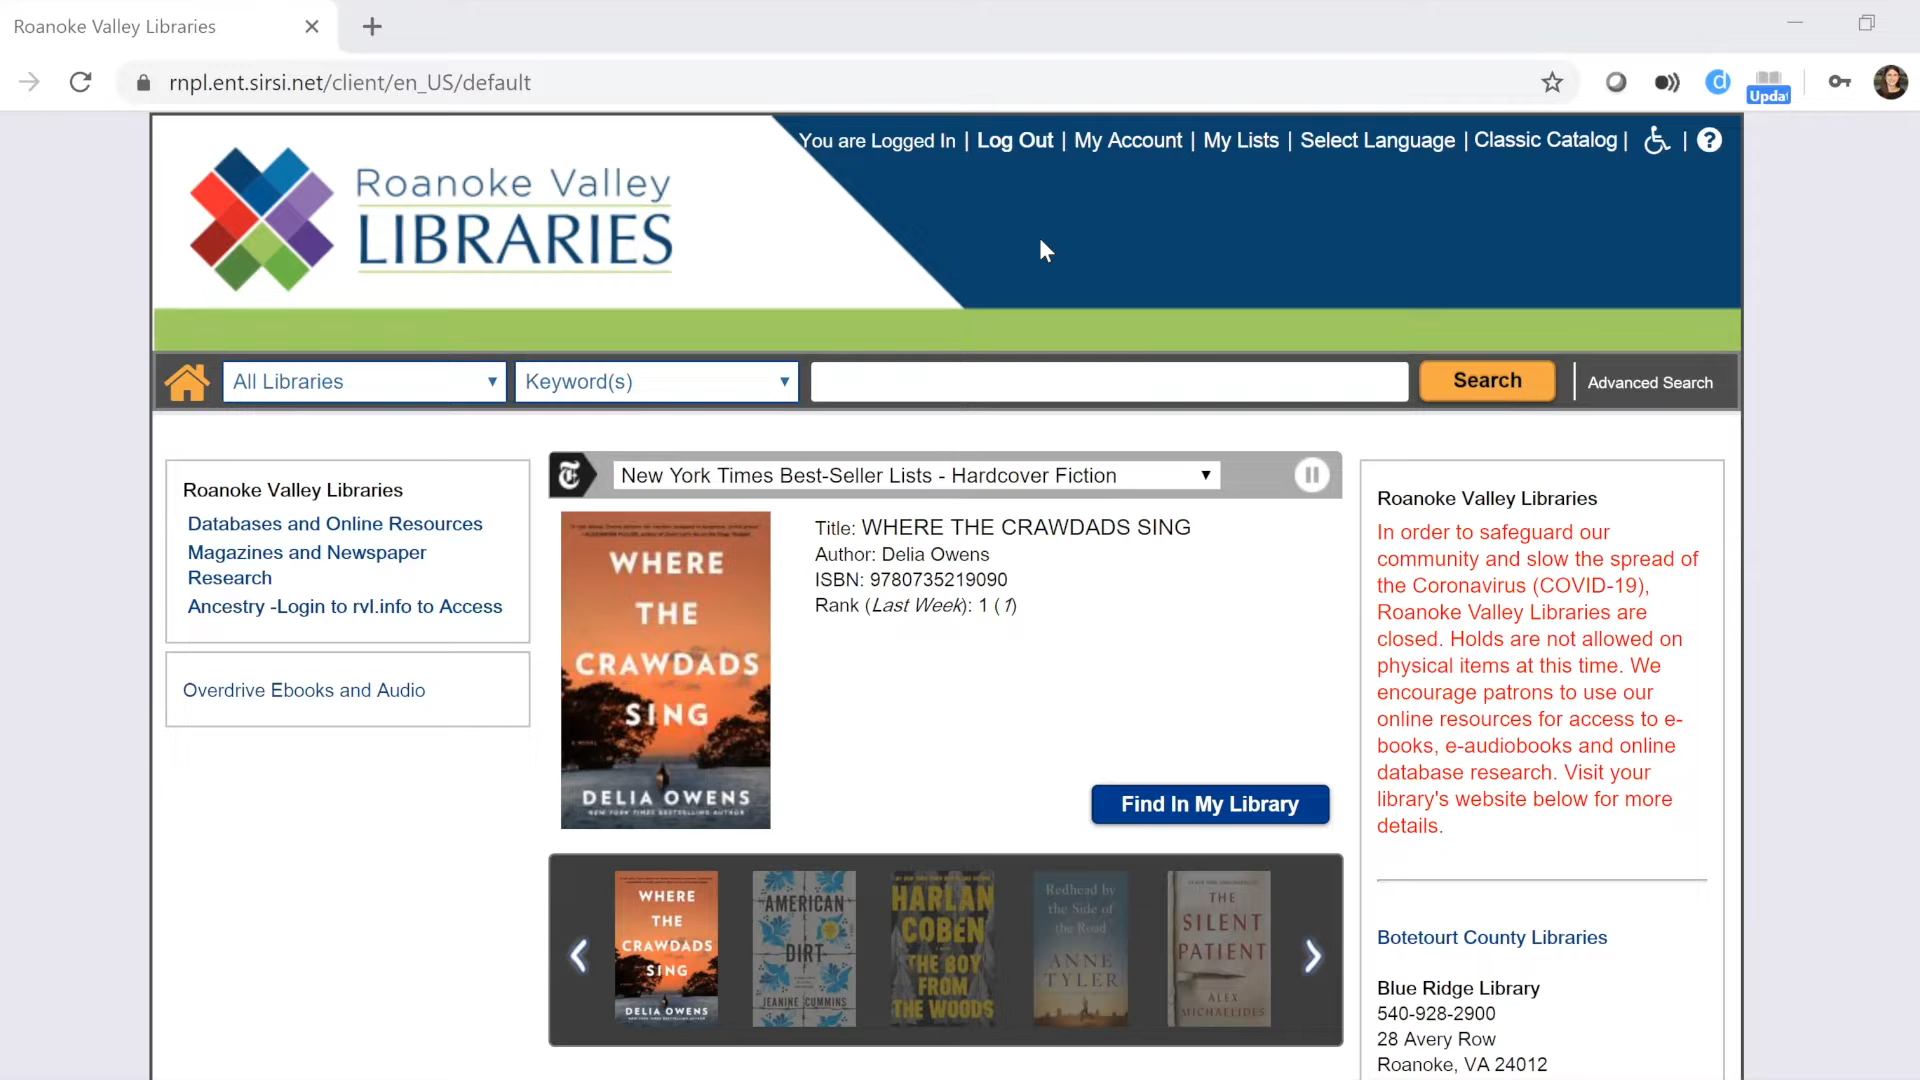 Roanoke Valley Libraries
rnpl.ent.sirsi.net/client/en_US/default
Updat
You are Logged In | Log Out | My Account | My Lists | Select Language | Classic Catalog |
Roanoke Valley
LIBRARIES
All Libraries
Keyword(s)
Search
Advanced Search
Roanoke Valley Libraries
Databases and Online Resources
Magazines and Newspaper
Research
Ancestry -Login to rvl.info to Access
Overdrive Ebooks and Audio
New York Times Best-Seller Lists - Hardcover Fiction
WHERE
THE
CRAWDADS
SING
DELIA OWENS
NEW YORK TIMES BESTSELLING AUTHOR
Title: WHERE THE CRAWDADS SING
Author: Delia Owens
ISBN: 9780735219090
Rank (Last Week): 1 (1)
Find In My Library
WHERE
THE
CRAWDADS
SING
DELIA OWENS
AMERICAN
DIRT
JEANINE CUMMINS
HARLAN
COBEN
THE BOY
FROM
THE WOODS
Redhead by
the Side of
the Road
ANNE
TYLER
THE
SILENT
PATIENT
ALEX
MICHAELIDES
Roanoke Valley Libraries
In order to safeguard our
community and slow the spread of
the Coronavirus (COVID-19),
Roanoke Valley Libraries are
closed. Holds are not allowed on
physical items at this time. We
encourage patrons to use our
online resources for access to e-
books, e-audiobooks and online
database research. Visit your
library's website below for more
details.
Botetourt County Libraries
Blue Ridge Library
540-928-2900
28 Avery Row
Roanoke, VA 24012